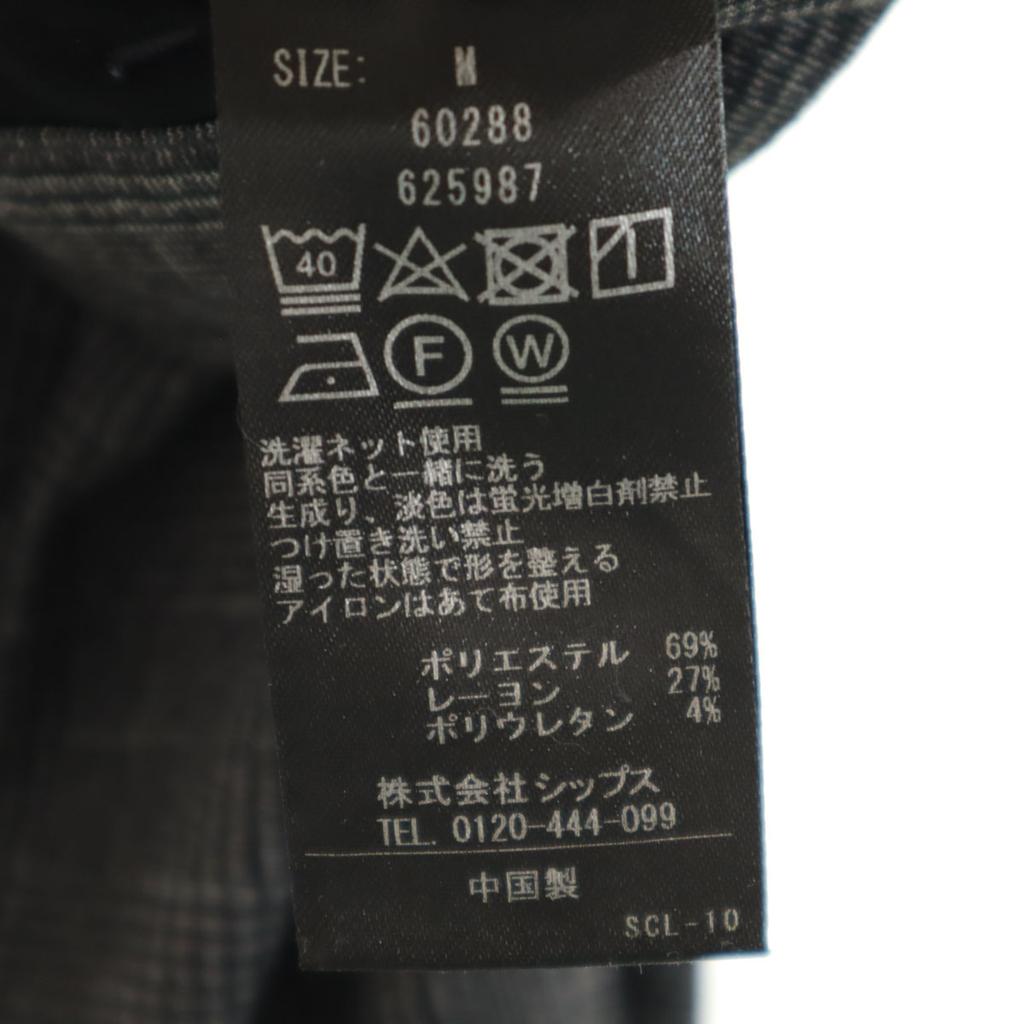 SIZE: M
60288
625987
40
F W
洗濯ネット使用
同系色と一緒に洗う
生成り、淡色は蛍光増白剤禁止
つけ置き洗い禁止
湿った状態で形を整える
アイロンはあて布使用
ポリエステル 69%
レーヨン 27%
ポリウレタン 4%
株式会社シップス
TEL. 0120-444-099
中国製
SCL-10